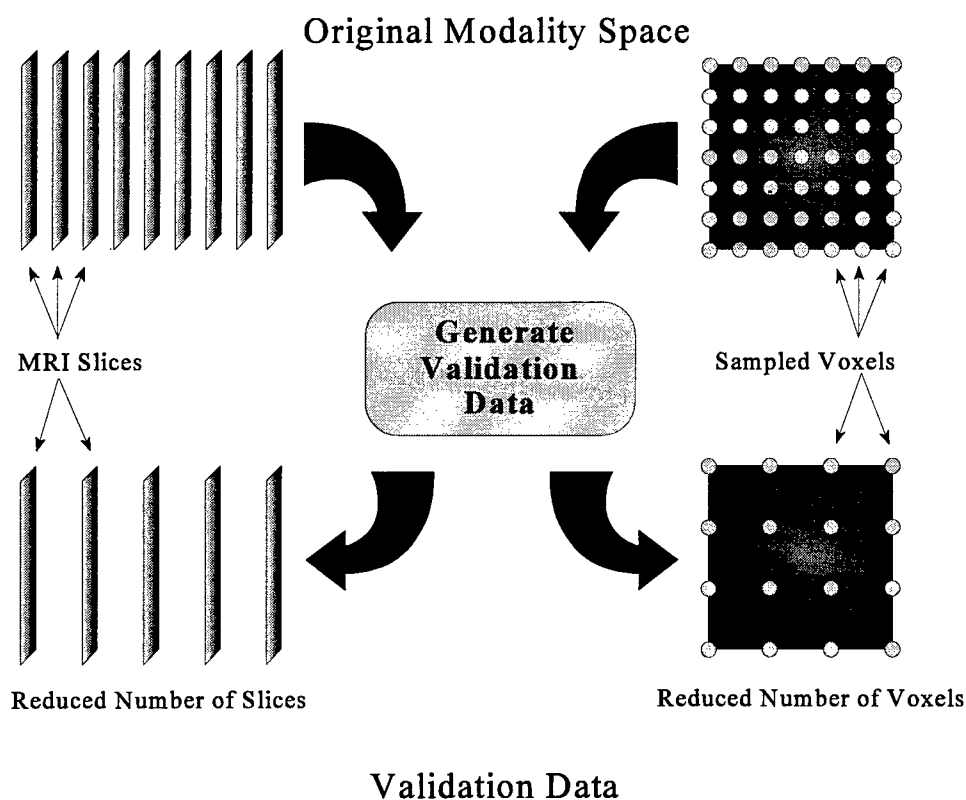 Original Modality Space
Generate
Validation
Data
MRI Slices
Sampled Voxels
Reduced Number of Slices
Reduced Number of Voxels
Validation Data